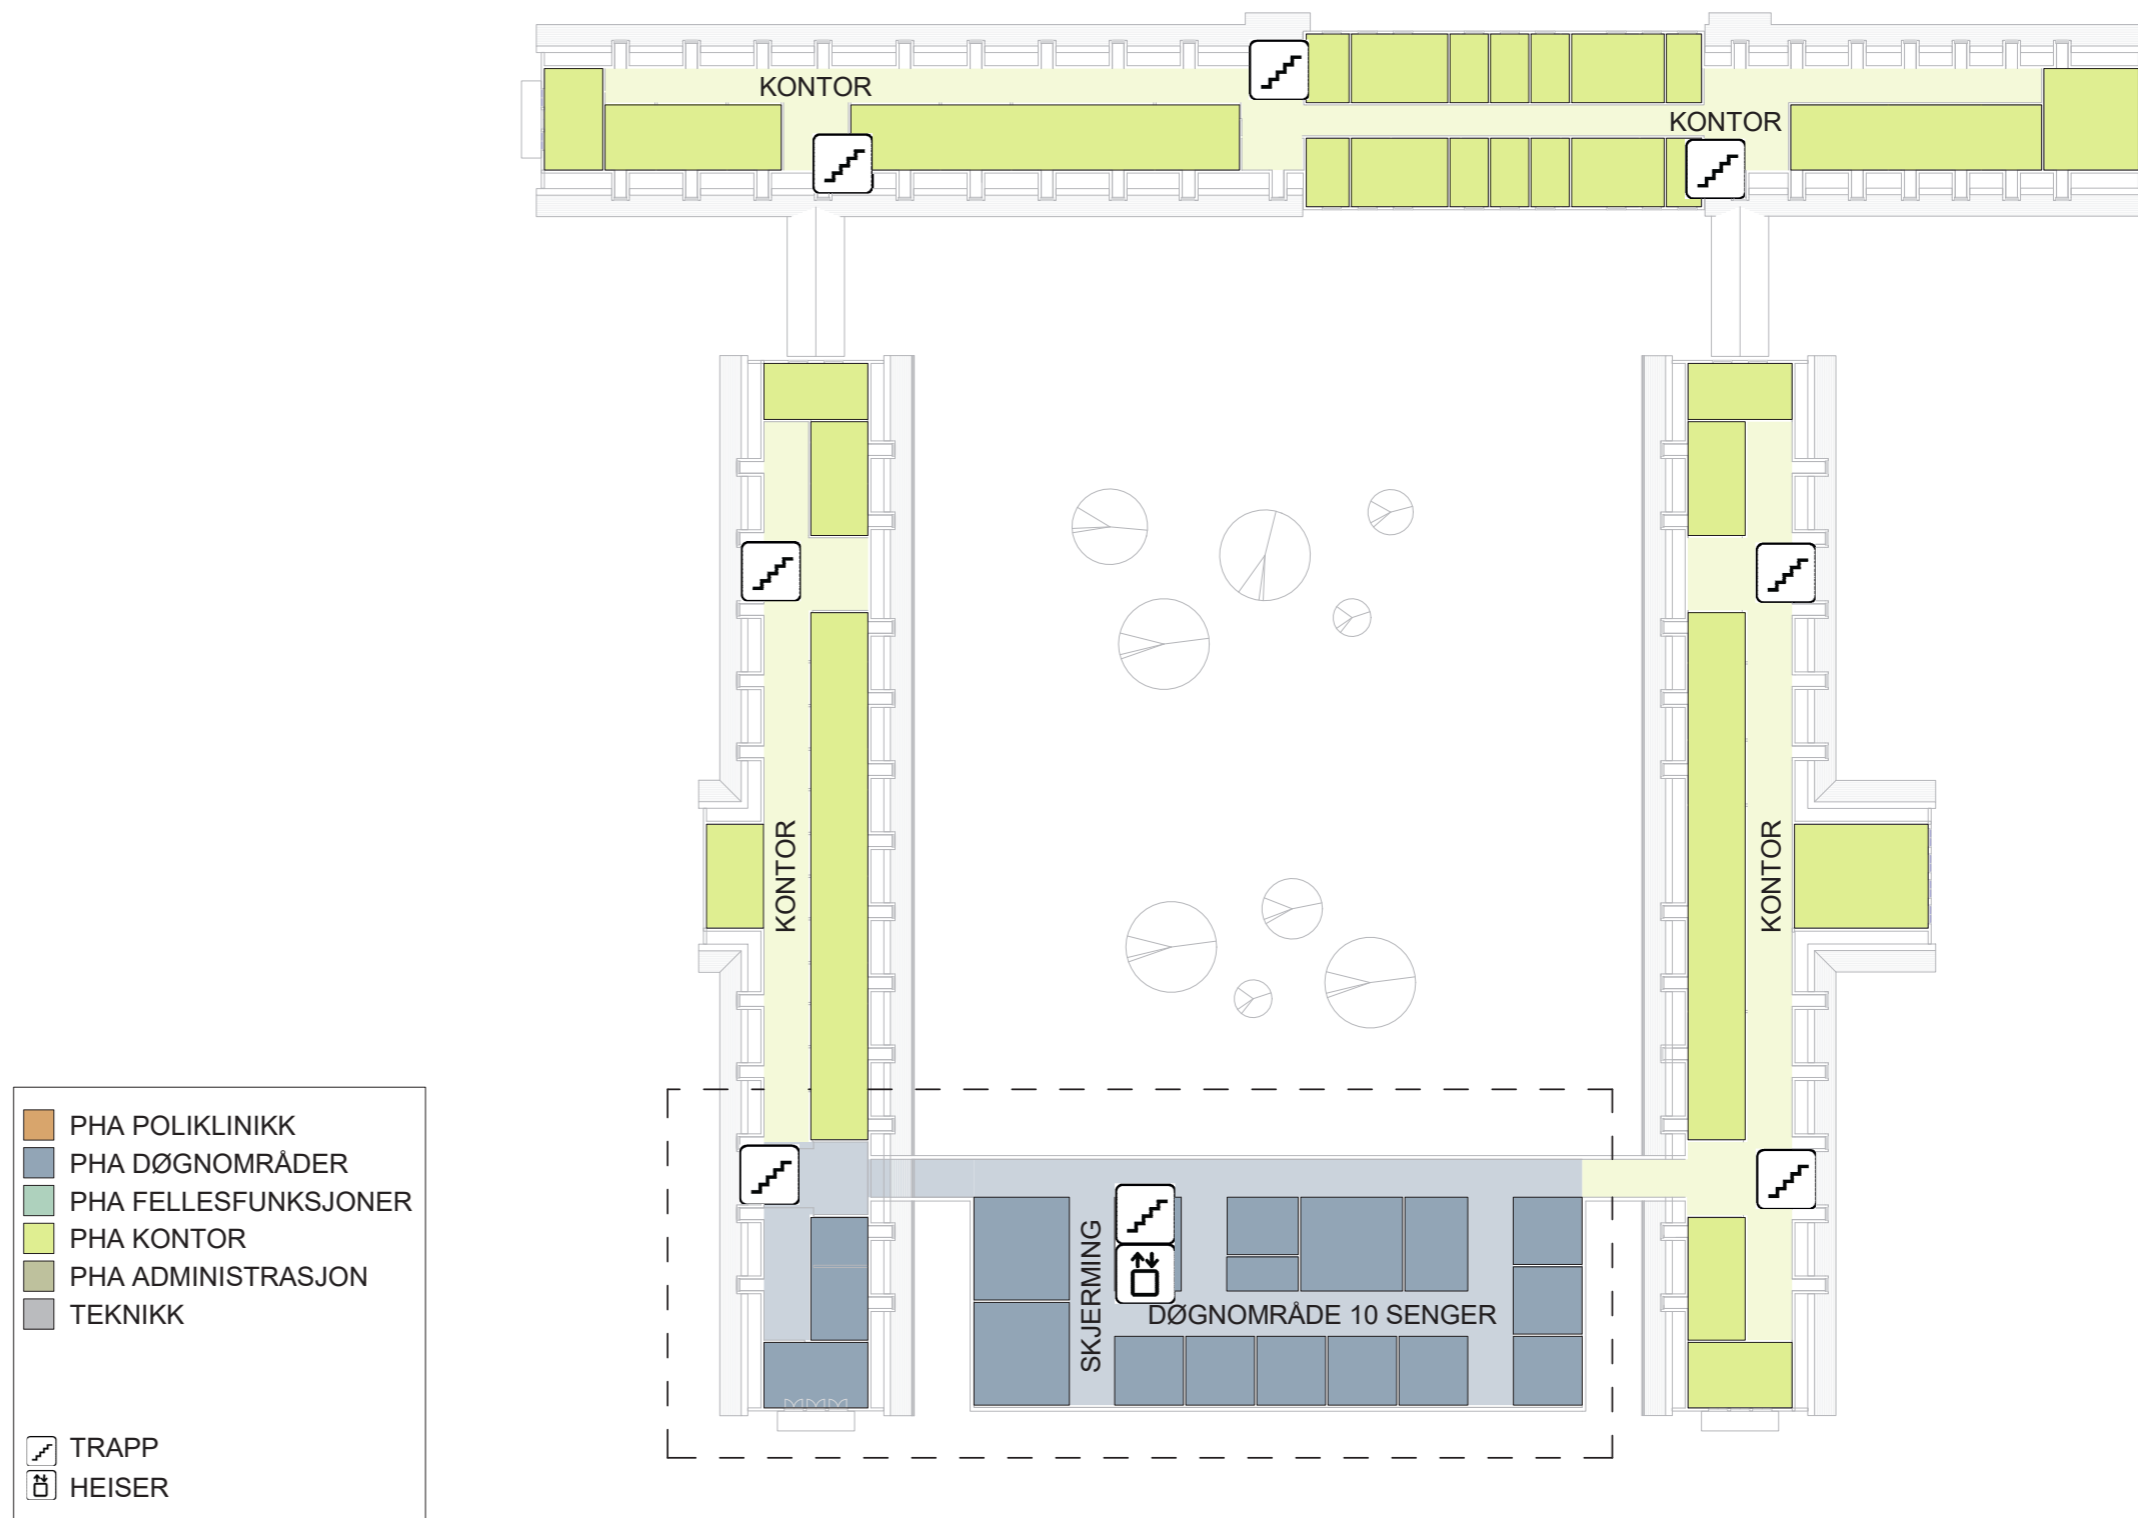 KONTOR
KONTOR
KONTOR
KONTOR
SKJERMING
DØGNOMRÅDE 10 SENGER
PHA POLIKLINIKK
PHA DØGNOMRÅDER
PHA FELLESFUNKSJONER
PHA KONTOR
PHA ADMINISTRASJON
TEKNIKK
TRAPP
HEISER